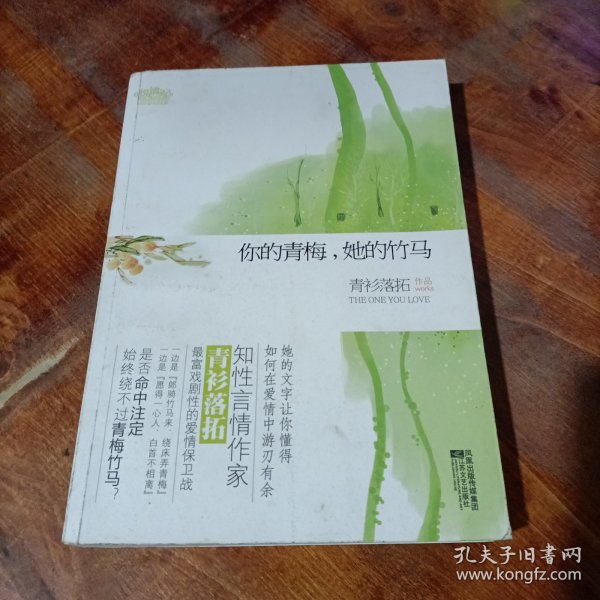 你的青梅，她的竹马
青衫落拓 作品
works
THE ONE YOU LOVE
她的文字让你懂得
如何在爱情中游刃有余
知性言情作家
青衫落拓
最富戏剧性的爱情保卫战
一边是『郎骑竹马来，绕床弄青梅』
一边是『愿得一心人，白首不相离』
是否命中注定
始终绕不过青梅竹马？
凤凰出版传媒集团
江苏文艺出版社
孔夫子旧书网
www.kongfz.com